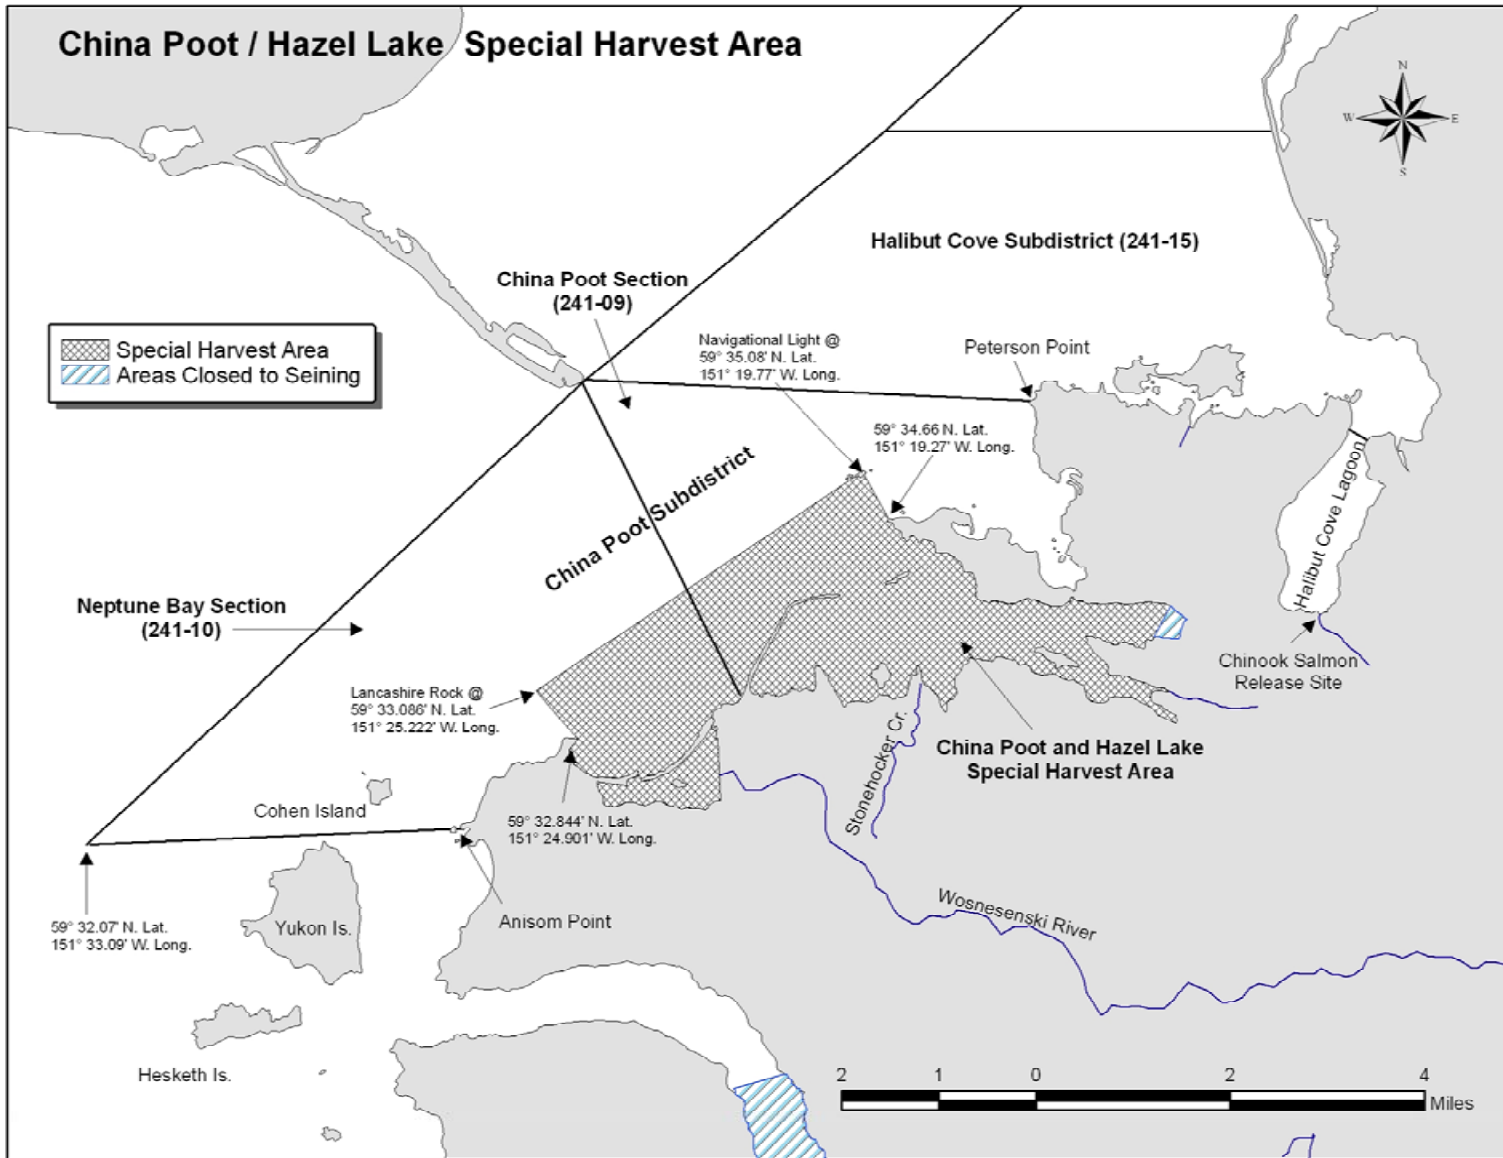 China Poot / Hazel Lake Special Harvest Area
N
W E
S
Halibut Cove Subdistrict (241-15)
China Poot Section
(241-09)
Special Harvest Area
Areas Closed to Seining
Navigational Light @
59° 35.08' N. Lat.
151° 19.77' W. Long.
Peterson Point
59° 34.66 N. Lat.
151° 19.27' W. Long.
China Poot Subdistrict
Halibut Cove Lagoon
Neptune Bay Section
(241-10)
Chinook Salmon
Release Site
Lancashire Rock @
59° 33.086' N. Lat.
151° 25.222' W. Long.
China Poot and Hazel Lake
Special Harvest Area
Stonehocker Cr.
Cohen Island
59° 32.844' N. Lat.
151° 24.901' W. Long.
Anisom Point
Wosnesenski River
59° 32.07' N. Lat.
151° 33.09' W. Long.
Yukon Is.
Hesketh Is.
2 1 0 2 4
Miles